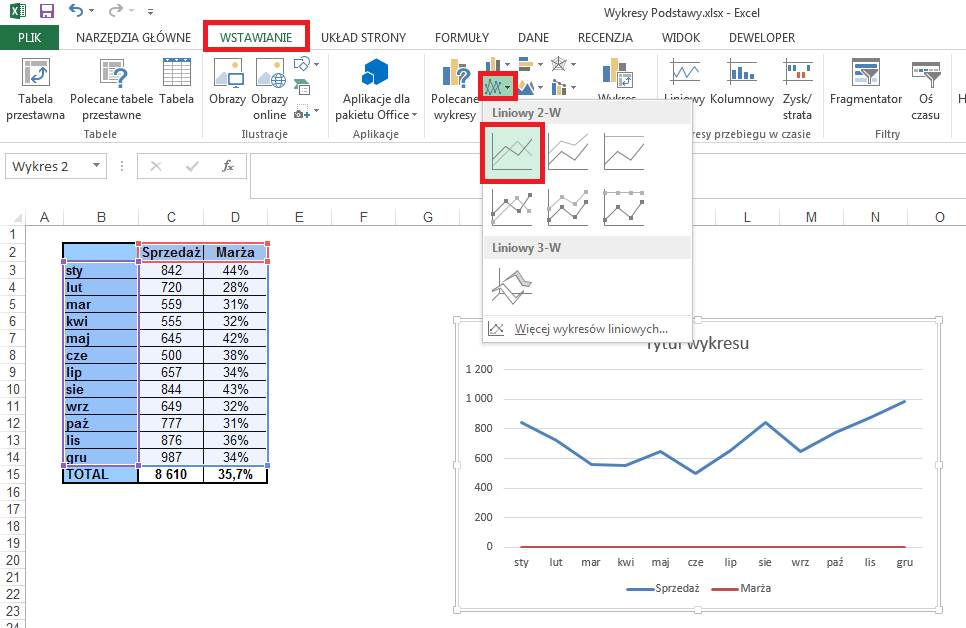 Wykresy Podstawy.xlsx - Excel
PLIK NARZĘDZIA GŁÓWNE WSTAWIANIE UKŁAD STRONY FORMUŁY DANE RECENZJA WIDOK DEWELOPER
Tabela przestawna
Polecane tabele przestawne
Tabela
Obrazy
Obrazy online
Aplikacje dla pakietu Office
Polecane wykresy
Wykres
Liniowy
Kolumnowy
Zysk/ strata
Fragmentator
Oś czasu
H
Tabele
Ilustracje
Aplikacje
esy przebiegu w czasie
Filtry
Liniowy 2-W
Wykres 2
fx
A B C D E F G L M N O
Liniowy 3-W
Więcej wykresów liniowych...
1
2 Sprzedaż Marża
3 sty 842 44%
4 lut 720 28%
5 mar 559 31%
6 kwi 555 32%
7 maj 645 42%
8 cze 500 38%
9 lip 657 34%
10 sie 844 43%
11 wrz 649 32%
12 paź 777 31%
13 lis 876 36%
14 gru 987 34%
15 TOTAL 8 610 35,7%
16
17
18
19
20
21
22
23
24
Tytuł wykresu
1 200
1 000
800
600
400
200
0
sty lut mar kwi maj cze lip sie wrz paź lis gru
Sprzedaż Marża